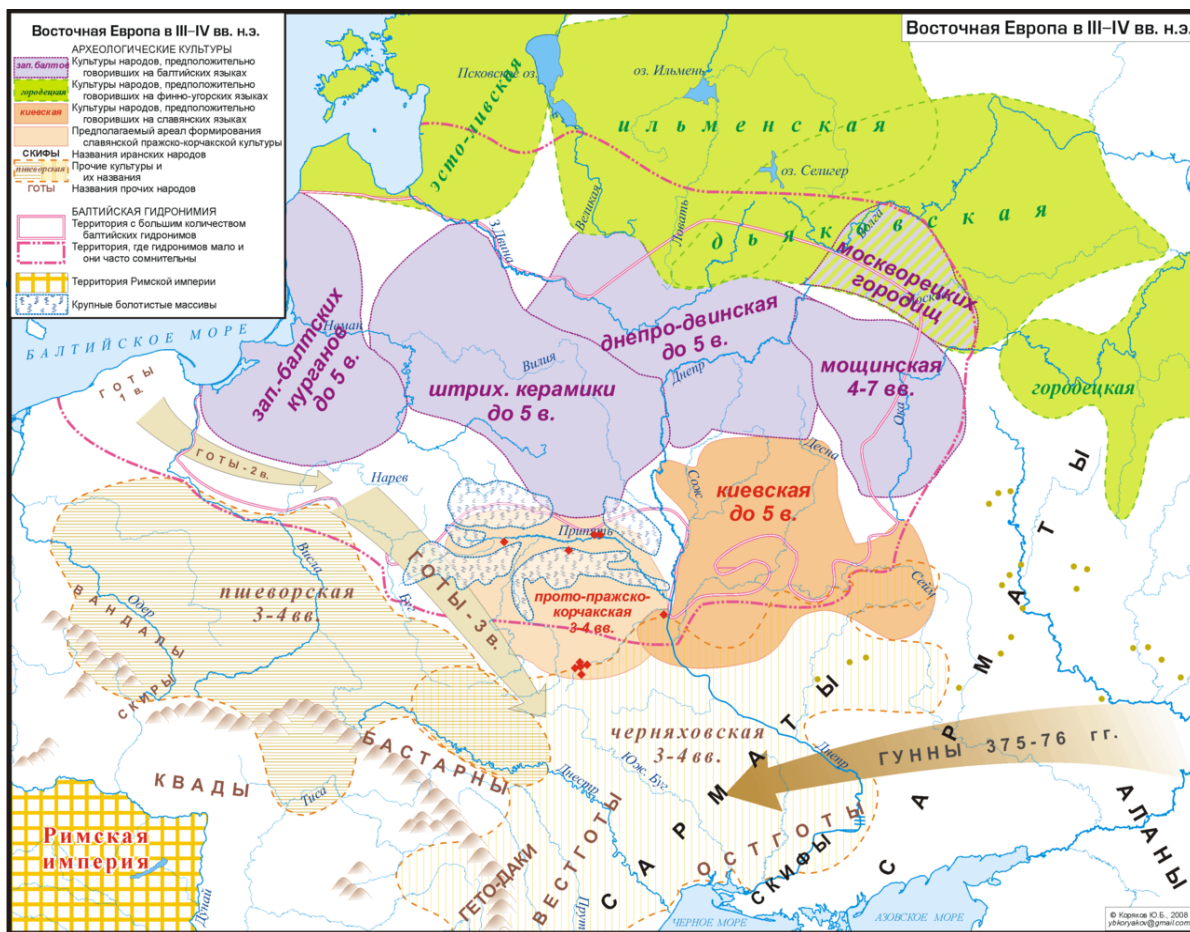 Восточная Европа в III–IV вв. н.э.
АРХЕОЛОГИЧЕСКИЕ КУЛЬТУРЫ
зап.балтов
Культуры народов, предположительно
говоривших на балтийских языках
городецкая
Культуры народов, предположительно
говоривших на финно-угорских языках
киевская
Культуры народов, предположительно
говоривших на славянских языках
Предполагаемый ареал формирования
славянской пражско-корчакской культуры
СКИФЫ
Названия иранских народов
пшеворская
Прочие культуры и
их названия
ГОТЫ
Названия прочих народов
БАЛТИЙСКАЯ ГИДРОНИМИЯ
Территория с большим количеством
балтийских гидронимов
Территория, где гидронимов мало и
они часто сомнительны
Территория Римской империи
Крупные болотистые массивы
Восточная Европа в III–IV вв. н.э.
Псковское оз.
оз. Ильмень
эсто-ливская
ильменская
оз. Селигер
Великая
Ловать
З.Двина
дьяковская
Волга
москворецких
городищ
Москва
БАЛТИЙСКОЕ МОРЕ
Неман
зап.-балтских
курганов
до 5 в.
штрих. керамики
до 5 в.
Вилия
днепро-двинская
до 5 в.
Днепр
мощинская
4-7 вв.
Ока
городецкая
ГОТЫ
1 в.
ГОТЫ-2 в.
Нарев
Сож
Десна
киевская
до 5 в.
Припять
ГОТЫ-3 в.
прото-пражско-
корчакская
3-4 вв.
Сейм
Висла
Буг
Одер
пшеворская
3-4 вв.
ВАНДАЛЫ
СКИРЫ
БАСТАРНЫ
КВАДЫ
Тиса
Римская
империя
Дунай
ГЕТО-ДАКИ
Днестр
Юж. Буг
черняховская
3-4 вв.
Днепр
ВЕСТГОТЫ
Прут
САРМАТЫ
ОСТГОТЫ
СКИФЫ
САРМАТЫ
ГУННЫ 375-76 гг.
АЛАНЫ
ЧЕРНОЕ МОРЕ
АЗОВСКОЕ МОРЕ
© Коряков Ю.Б., 2008
ybkoryakov@gmail.com